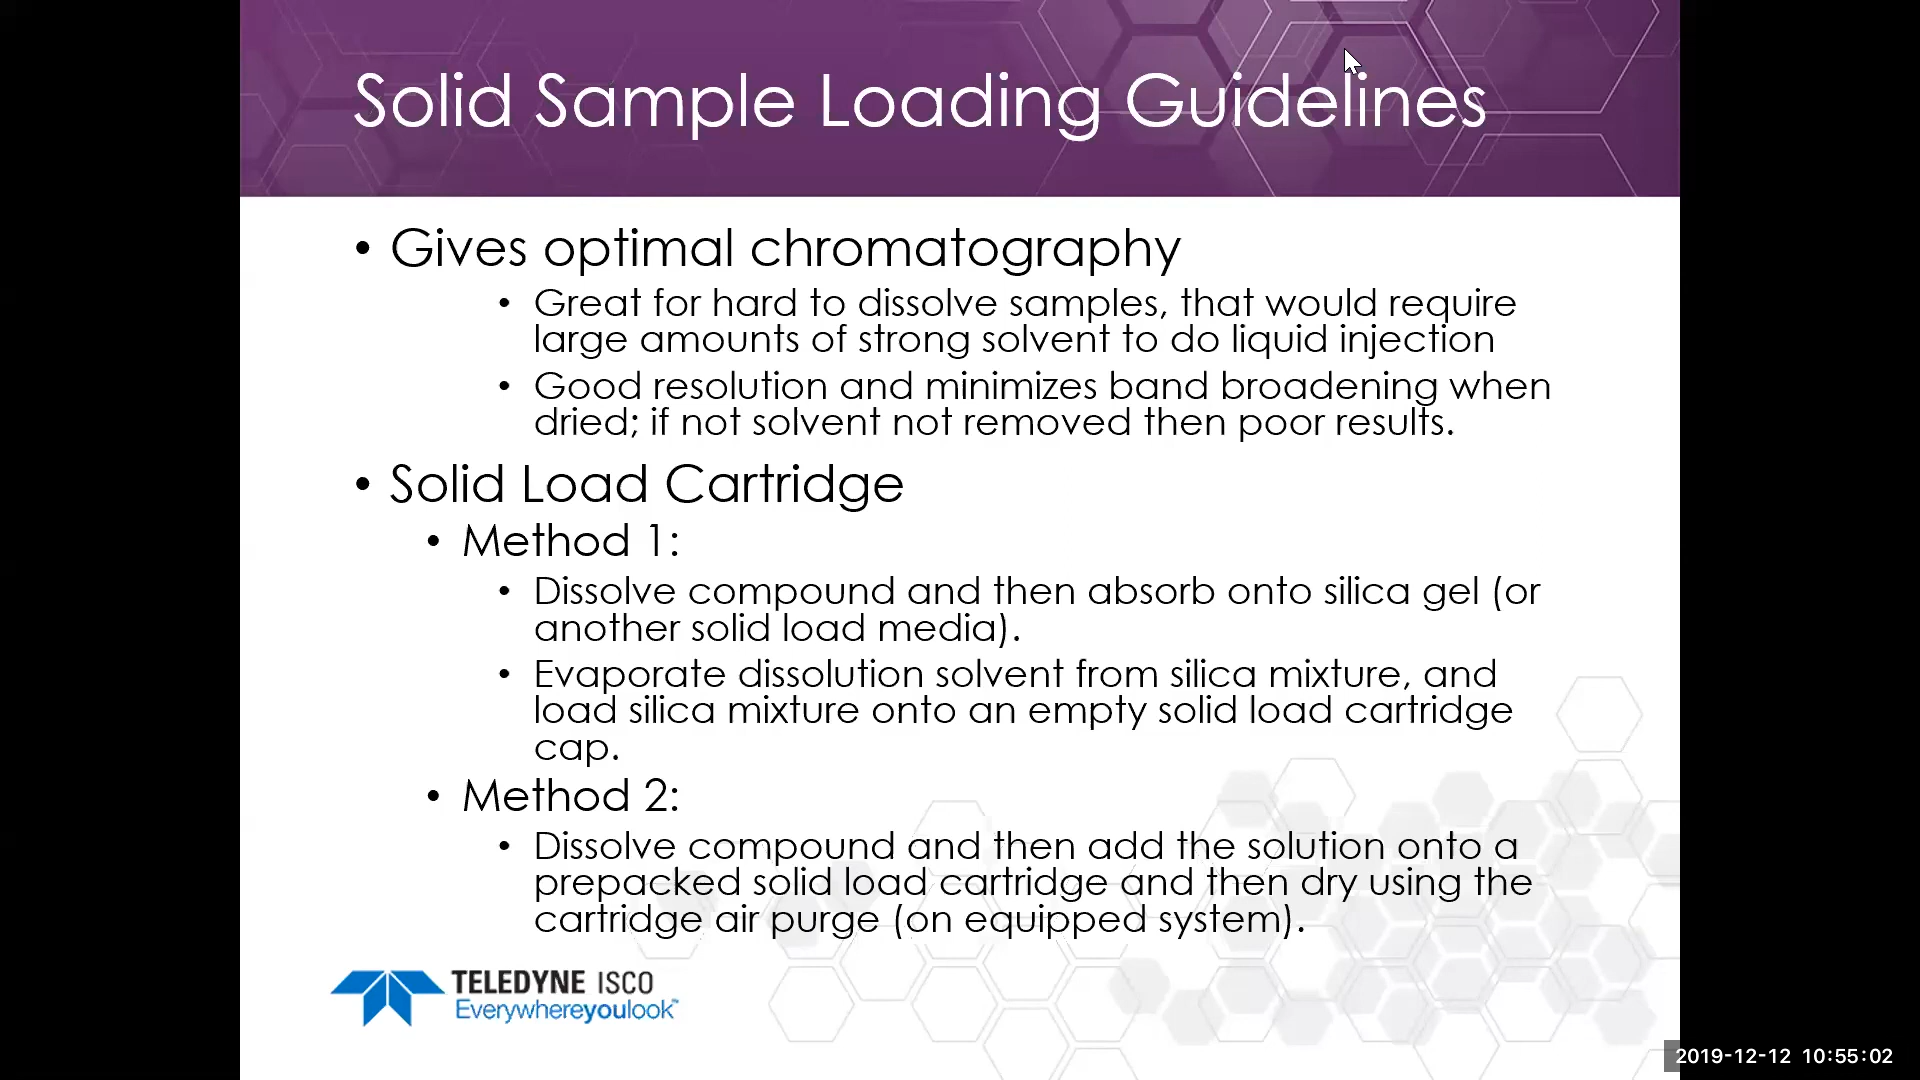 Solid Sample Loading Guidelines
• Gives optimal chromatography
• Great for hard to dissolve samples, that would require
large amounts of strong solvent to do liquid injection
• Good resolution and minimizes band broadening when
dried; if not solvent not removed then poor results.
• Solid Load Cartridge
• Method 1:
• Dissolve compound and then absorb onto silica gel (or
another solid load media).
• Evaporate dissolution solvent from silica mixture, and
load silica mixture onto an empty solid load cartridge
cap.
• Method 2:
• Dissolve compound and then add the solution onto a
prepacked solid load cartridge and then dry using the
cartridge air purge (on equipped system).
TELEDYNE ISCO
Everywhereyoulook™
2019-12-12 10:55:02